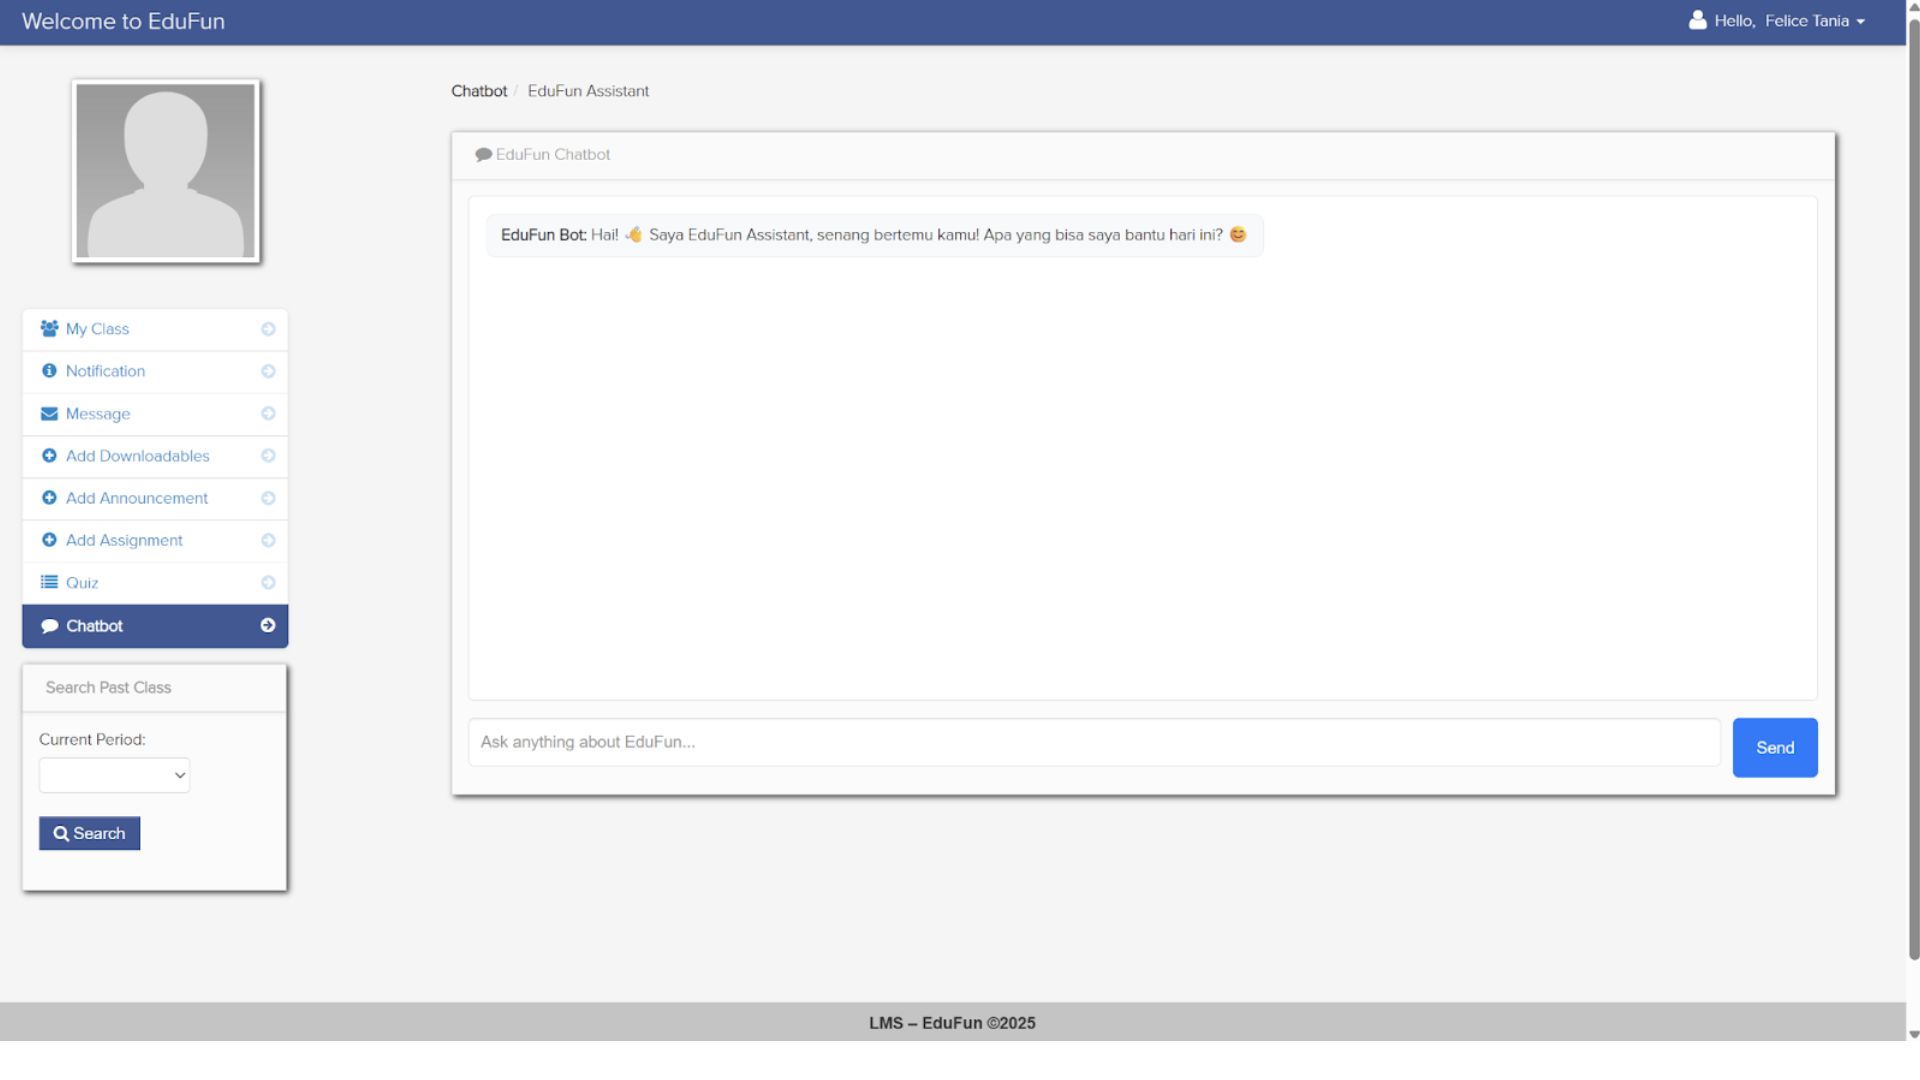 Welcome to EduFun
Hello, Felice Tania
Chatbot / EduFun Assistant
EduFun Chatbot
EduFun Bot: Hai! 👋 Saya EduFun Assistant, senang bertemu kamu! Apa yang bisa saya bantu hari ini? 😊
My Class
Notification
Message
Add Downloadables
Add Announcement
Add Assignment
Quiz
Chatbot
Search Past Class
Current Period:
Search
Ask anything about EduFun...
Send
LMS – EduFun ©2025